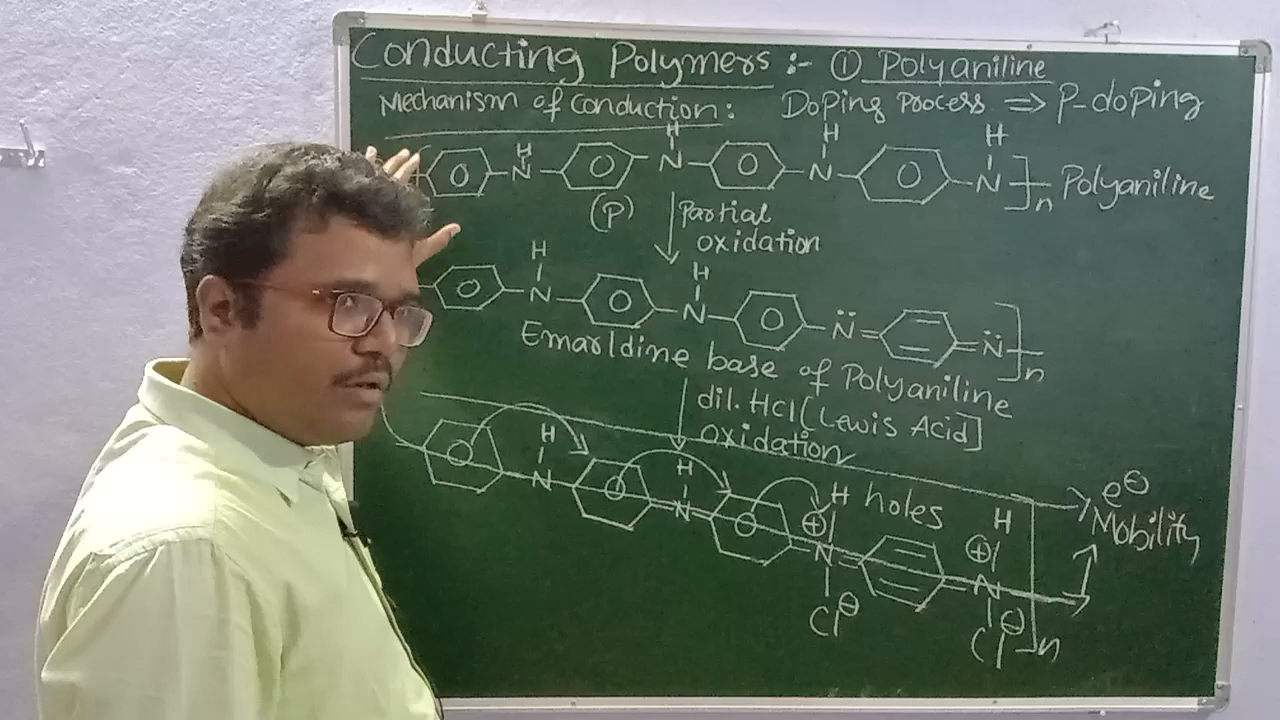 Conducting Polymers :- ① Polyaniline
Mechanism of Conduction: Doping Process ⇒ P-doping
H H H H
N N N N ]n Polyaniline
(P) Partial
oxidation
H H
N N N̈ N̈ ]n
Emarldine base of Polyaniline
dil. HCl [Lewis Acid]
oxidation
H H H holes H e⊖
N N ⊕ N ⊕ N Mobility
Cl⊖ Cl⊖ ]n